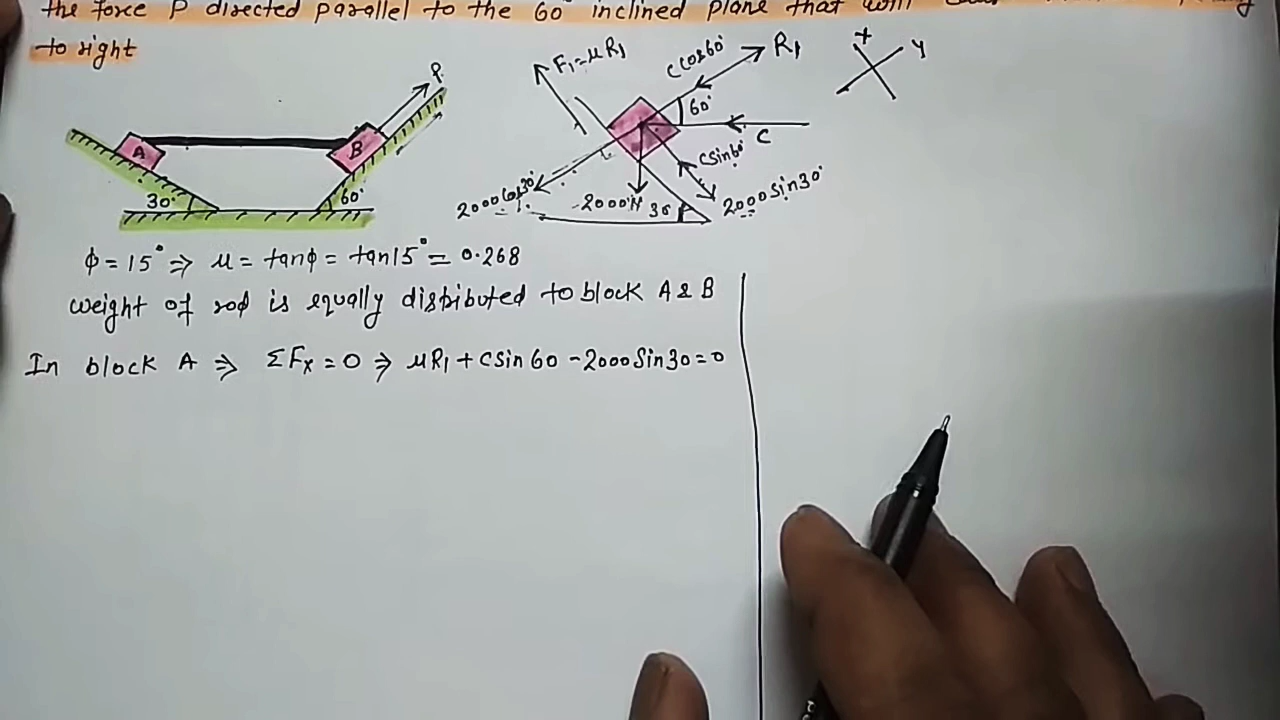 the force P directed parallel to the 60° inclined plane that will
to right
P
A
B
30°
60°
F₁=μR₁
C cos60°
R₁
60°
C
Csin60°
2000Cos30°
2000N
30
2000Sin30°
x
y
ϕ = 15° ⇒ μ = tanϕ = tan15° = 0.268
weight of rod is equally distributed to block A & B
In block A ⇒ ΣFx = 0 ⇒ μR₁ + Csin60 - 2000Sin30 = 0